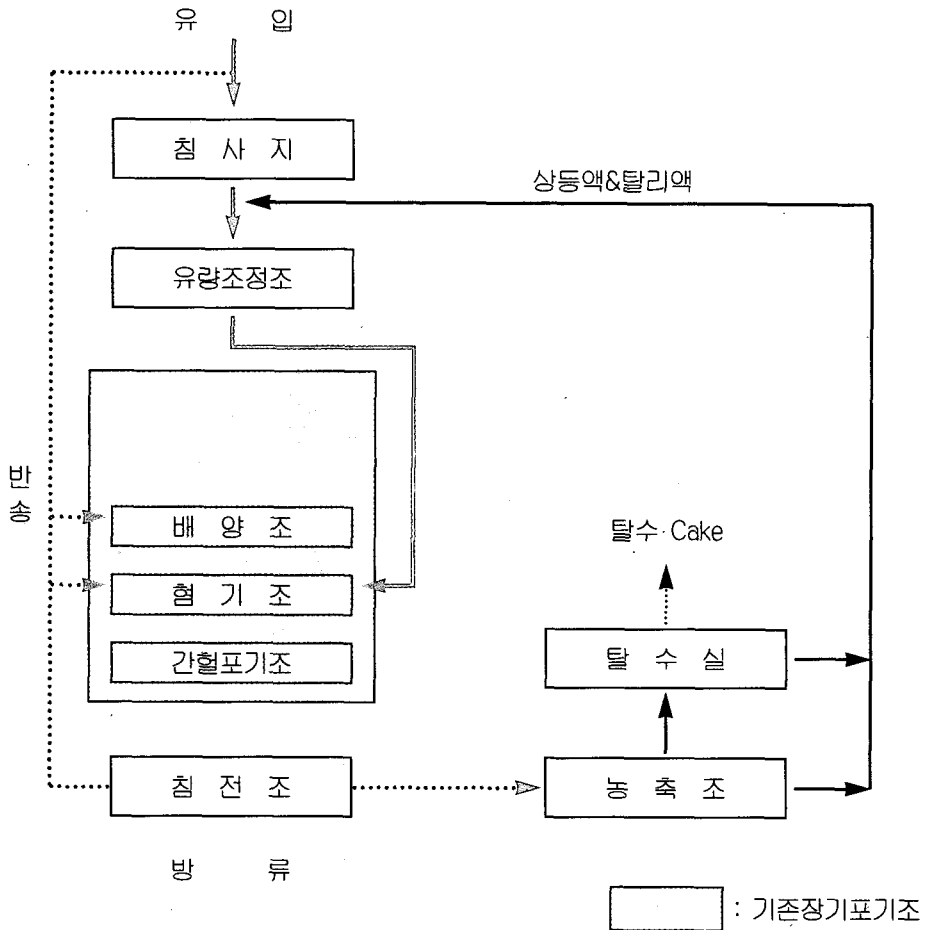 유 입
침 사 지
상등액&탈리액
유량조정조
반송
배 양 조
탈수 Cake
혐 기 조
탈 수 실
간헐포기조
침 전 조
농 축 조
방 류
: 기존장기포기조